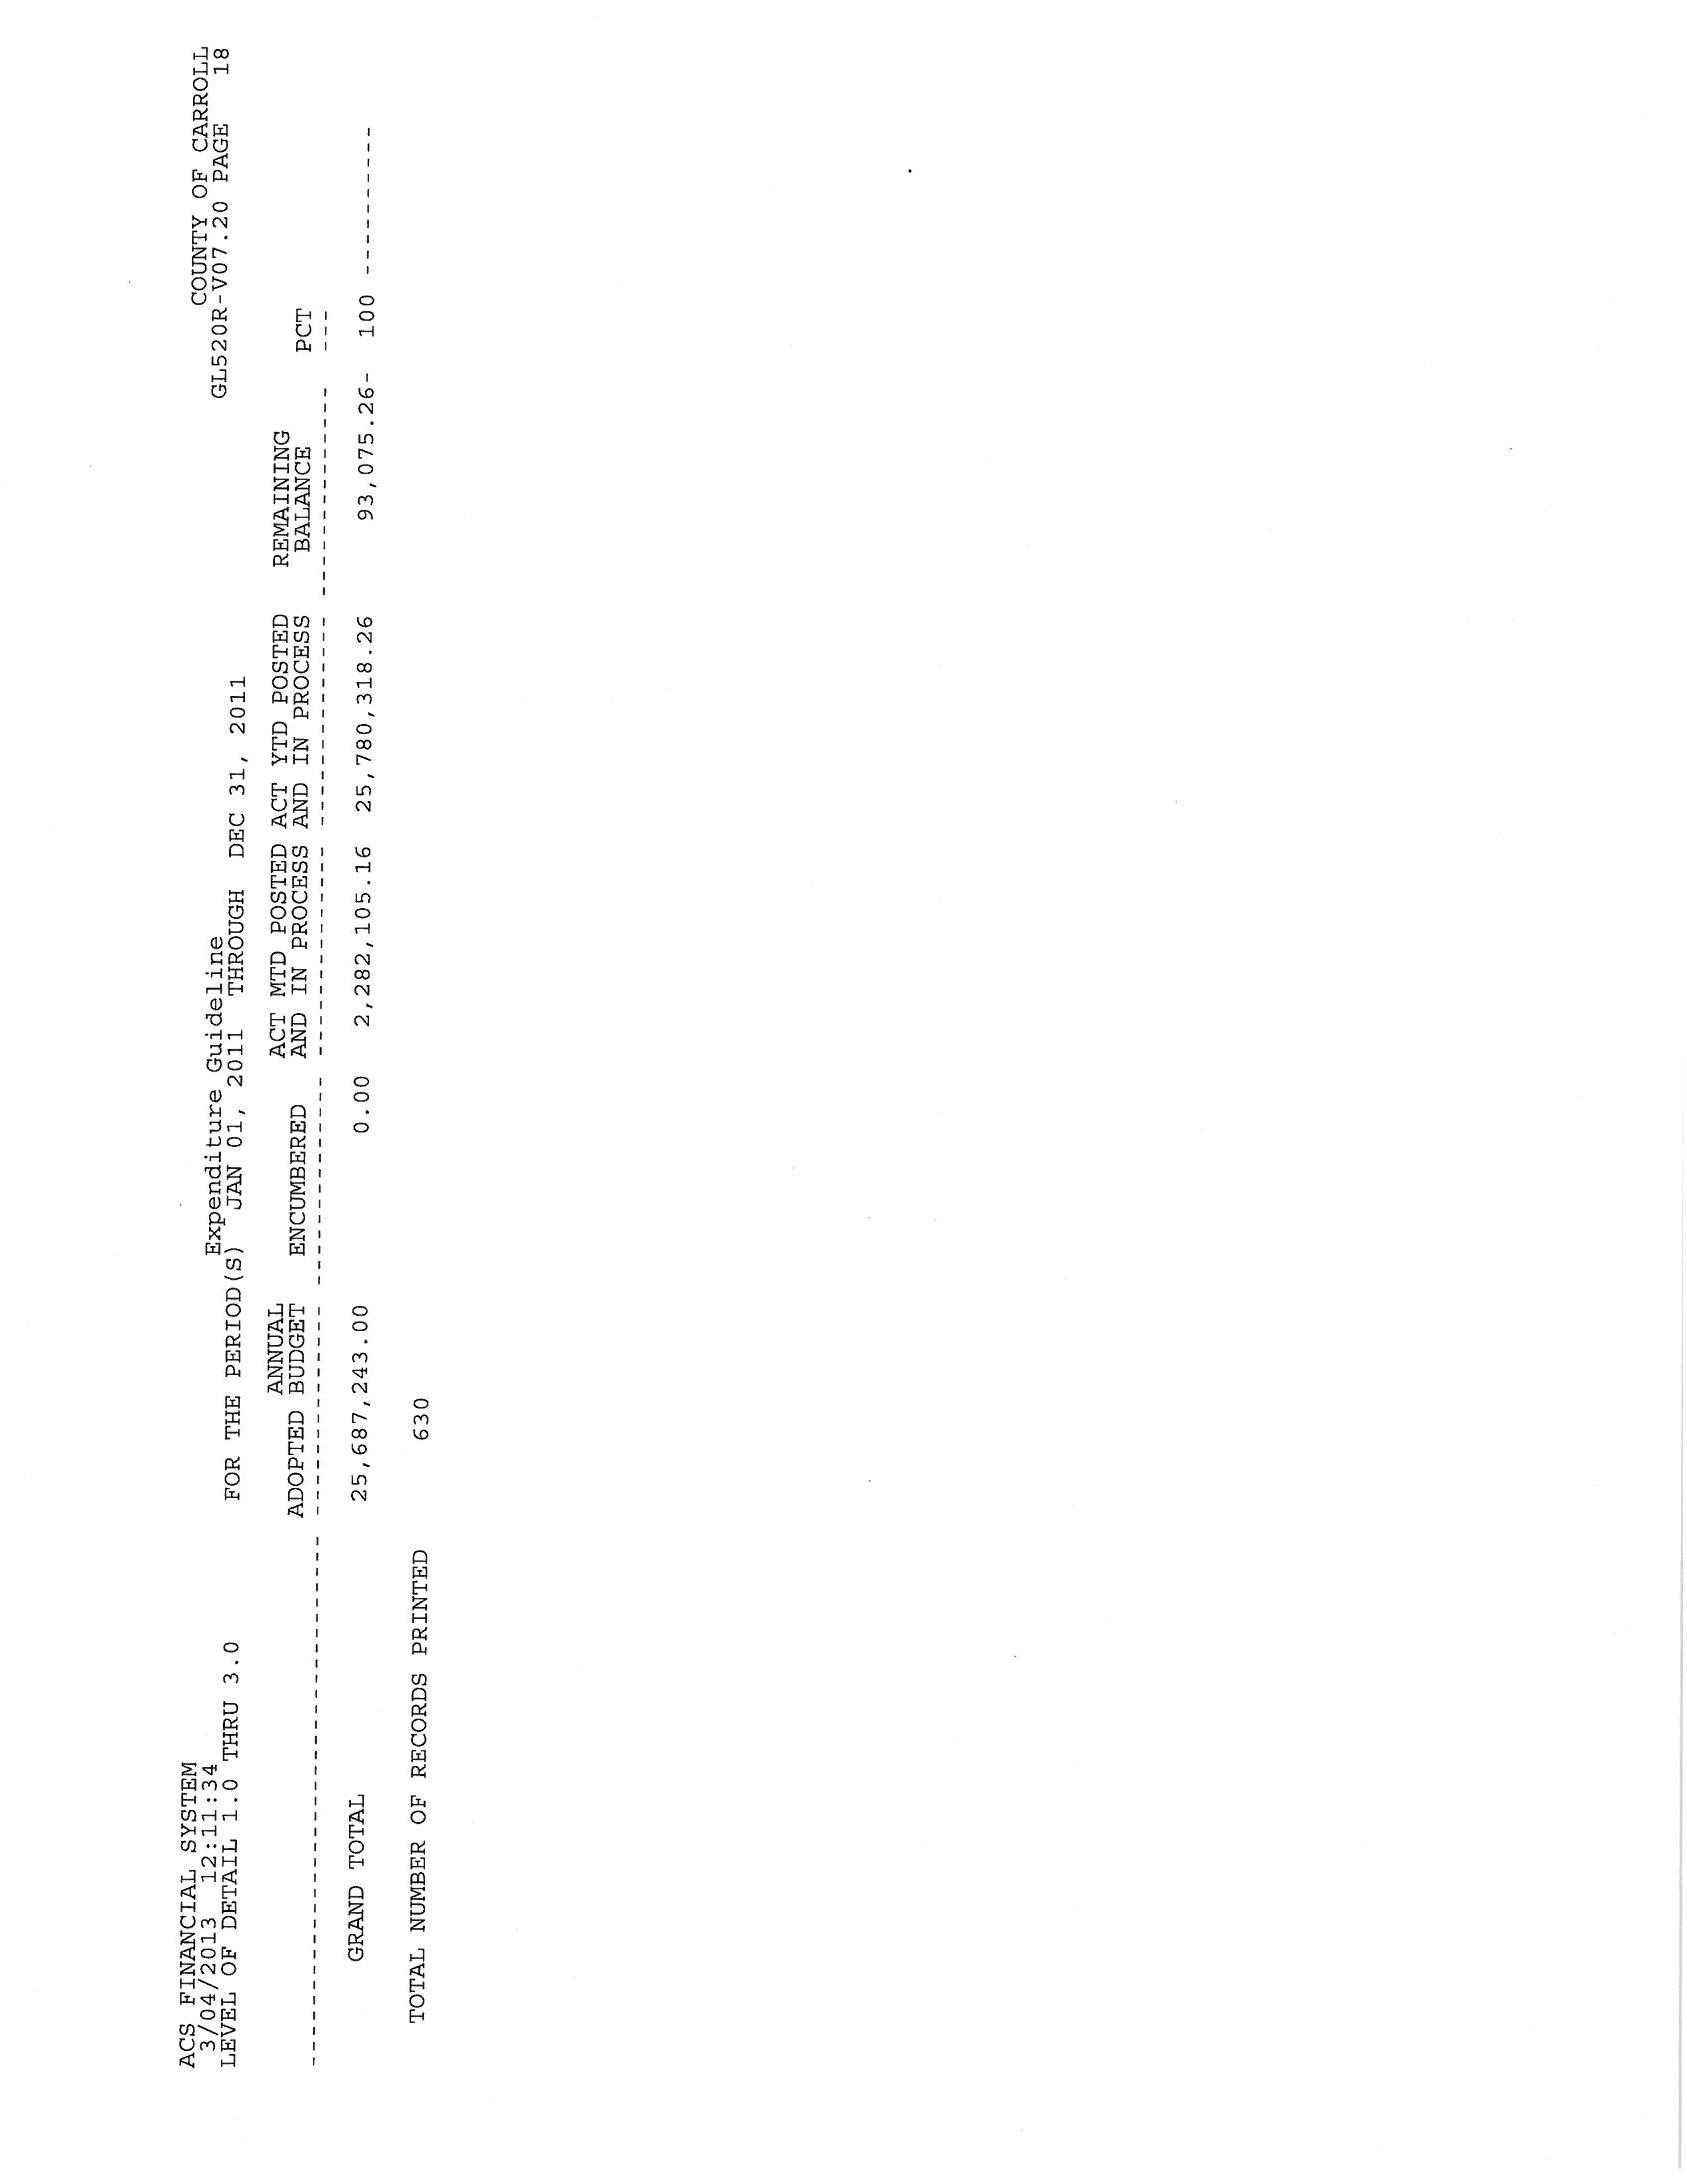 ACS FINANCIAL SYSTEM COUNTY OF CARROLL
3/04/2013 12:11:34 Expenditure Guideline GL520R-V07.20 PAGE 18
LEVEL OF DETAIL 1.0 THRU 3.0 FOR THE PERIOD(S) JAN 01, 2011 THROUGH DEC 31, 2011
ANNUAL ACT MTD POSTED ACT YTD POSTED REMAINING
ADOPTED BUDGET ENCUMBERED AND IN PROCESS AND IN PROCESS BALANCE PCT
GRAND TOTAL 25,687,243.00 0.00 2,282,105.16 25,780,318.26 93,075.26- 100 ----------
TOTAL NUMBER OF RECORDS PRINTED 630